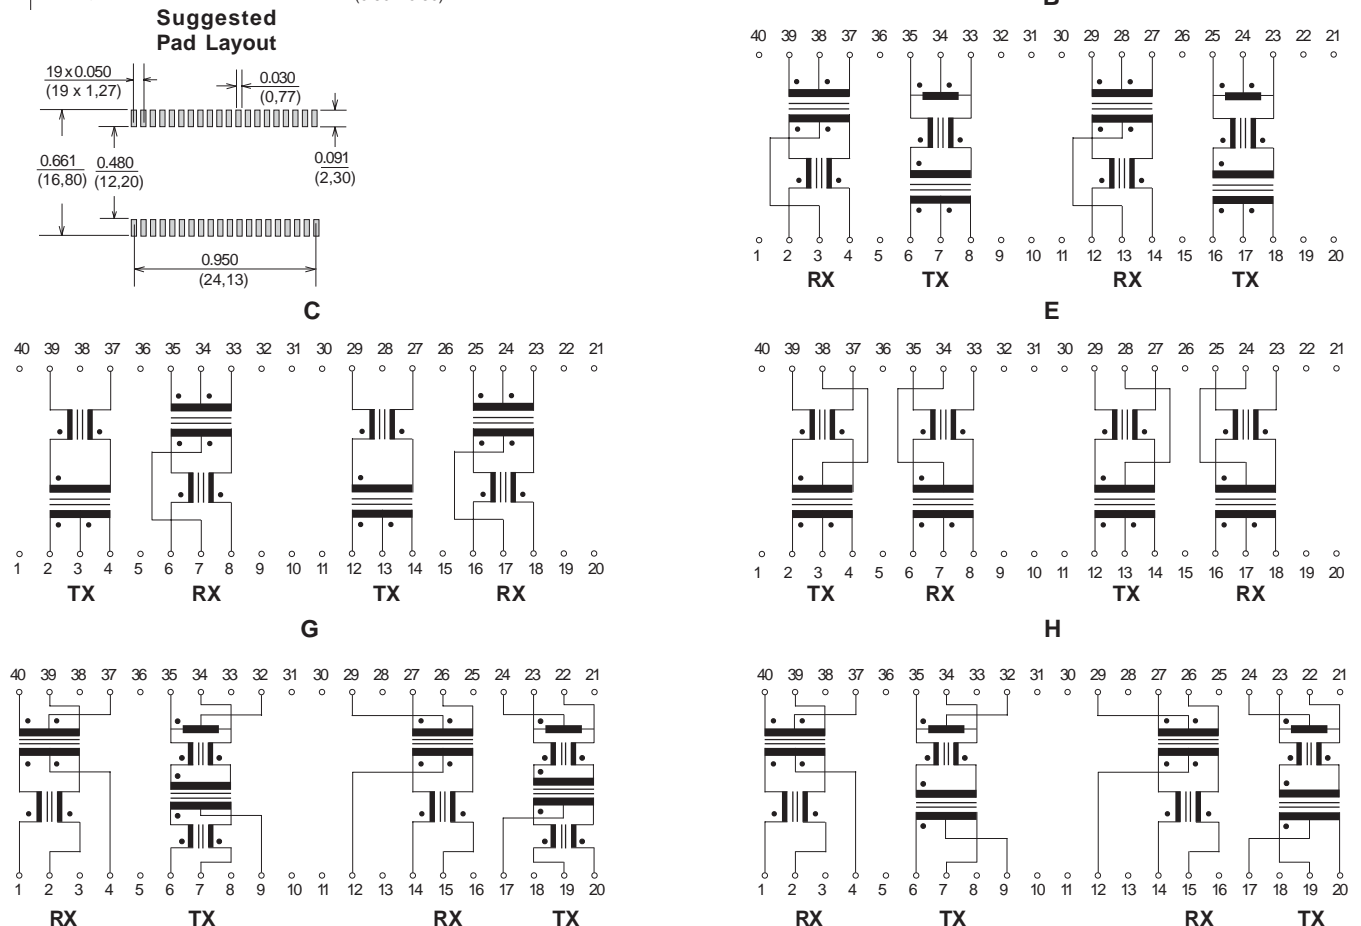 Suggested
Pad Layout
19 x 0.050
(19 x 1,27)
0.030
(0,77)
0.661
(16,80)
0.480
(12,20)
0.091
(2,30)
0.950
(24,13)
B
40 39 38 37 36 35 34 33 32 31 30 29 28 27 26 25 24 23 22 21
1 2 3 4 5 6 7 8 9 10 11 12 13 14 15 16 17 18 19 20
RX TX RX TX
C
40 39 38 37 36 35 34 33 32 31 30 29 28 27 26 25 24 23 22 21
1 2 3 4 5 6 7 8 9 10 11 12 13 14 15 16 17 18 19 20
TX RX TX RX
E
40 39 38 37 36 35 34 33 32 31 30 29 28 27 26 25 24 23 22 21
1 2 3 4 5 6 7 8 9 10 11 12 13 14 15 16 17 18 19 20
TX RX TX RX
G
40 39 38 37 36 35 34 33 32 31 30 29 28 27 26 25 24 23 22 21
1 2 3 4 5 6 7 8 9 10 11 12 13 14 15 16 17 18 19 20
RX TX RX TX
H
40 39 38 37 36 35 34 33 32 31 30 29 28 27 26 25 24 23 22 21
1 2 3 4 5 6 7 8 9 10 11 12 13 14 15 16 17 18 19 20
RX TX RX TX